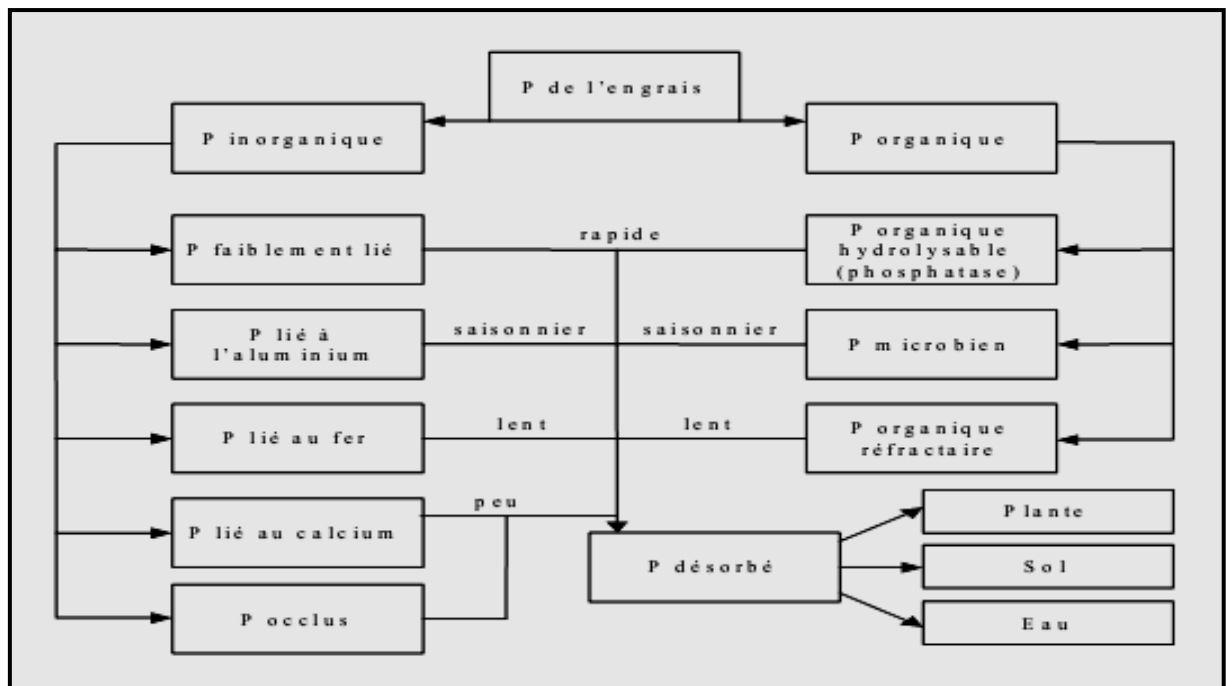 P de l'engrais
P inorganique
P organique
P faiblement lié
rapide
P organique
hydrolysable
(phosphatase)
P lié à
l'aluminium
saisonnier
saisonnier
P microbien
P lié au fer
lent
lent
P organique
réfractaire
P lié au calcium
peu
P occlus
P désorbé
Plante
Sol
Eau